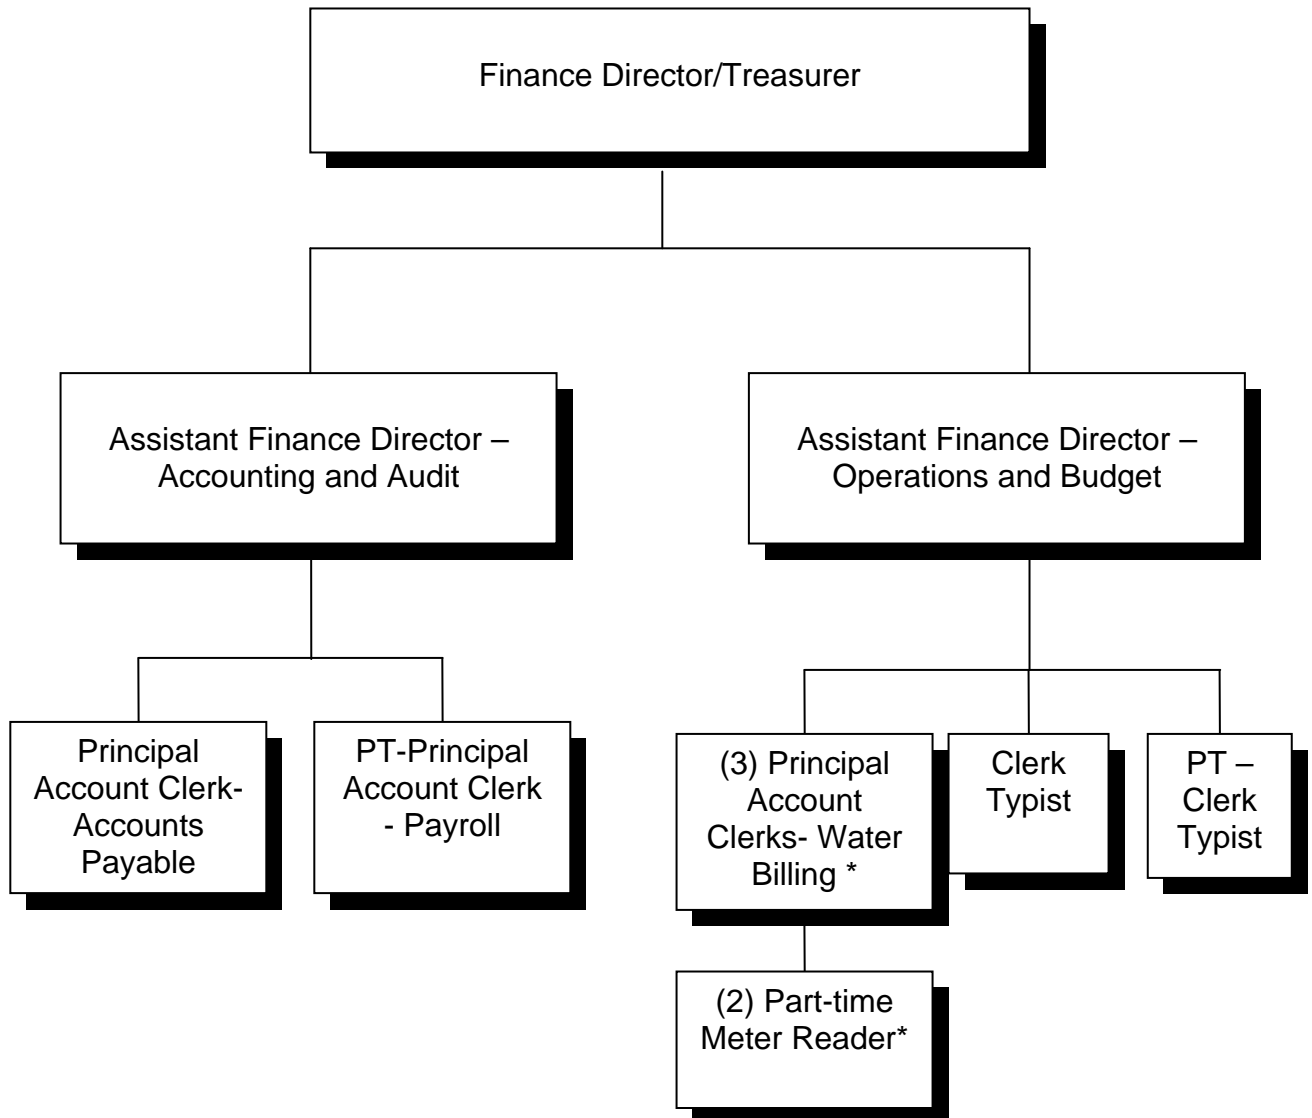 Finance Director/Treasurer
Assistant Finance Director –
Accounting and Audit
Assistant Finance Director –
Operations and Budget
Principal
Account Clerk-
Accounts
Payable
PT-Principal
Account Clerk
- Payroll
(3) Principal
Account
Clerks- Water
Billing *
Clerk
Typist
PT –
Clerk
Typist
(2) Part-time
Meter Reader*